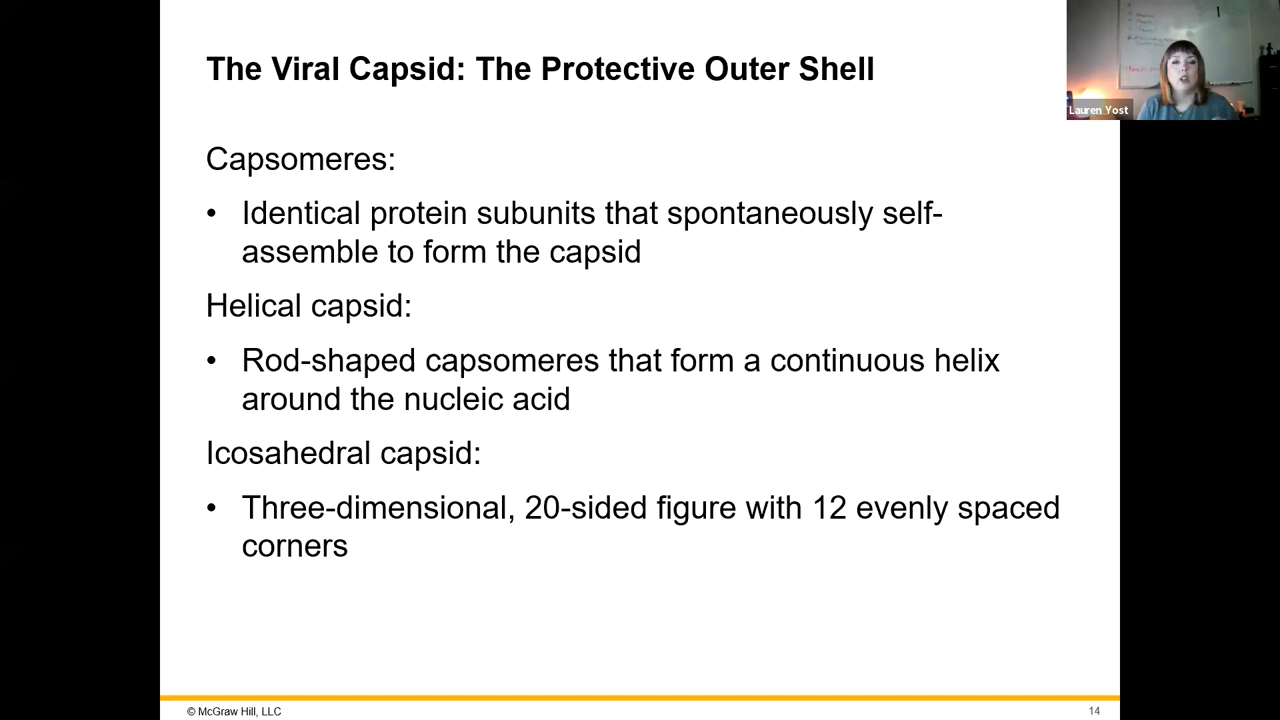 The Viral Capsid: The Protective Outer Shell
Lauren Yost
Capsomeres:
• Identical protein subunits that spontaneously self-
assemble to form the capsid
Helical capsid:
• Rod-shaped capsomeres that form a continuous helix
around the nucleic acid
Icosahedral capsid:
• Three-dimensional, 20-sided figure with 12 evenly spaced
corners
© McGraw Hill, LLC
14